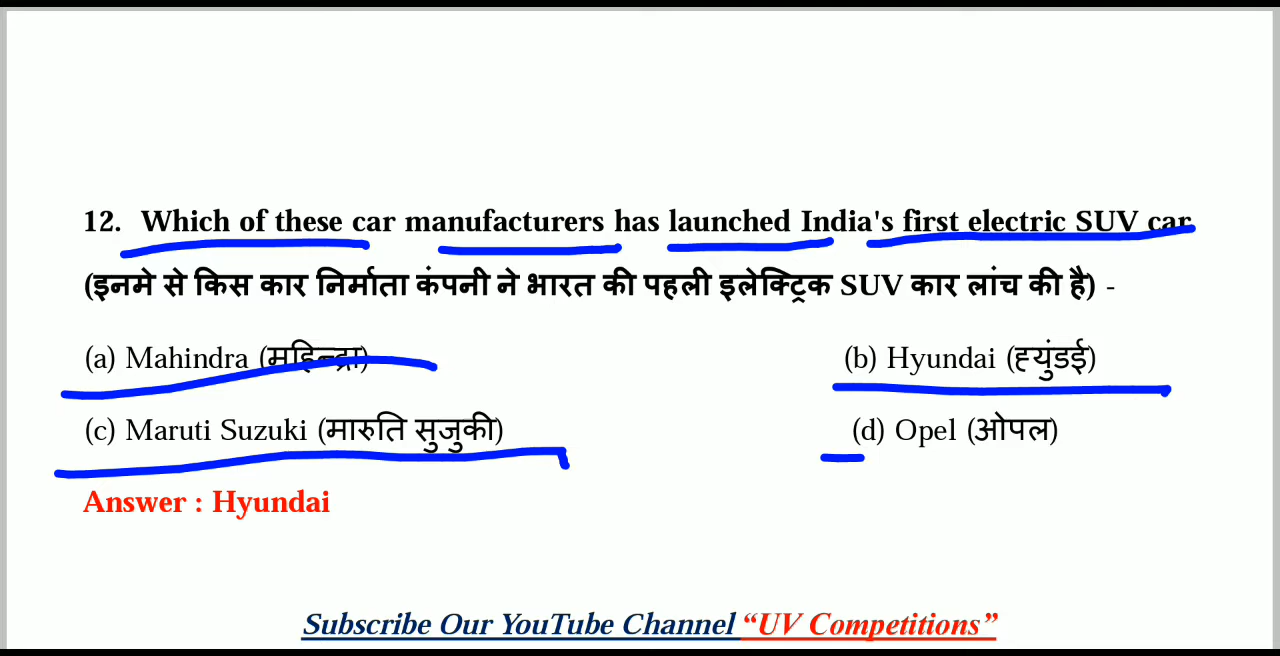 12. Which of these car manufacturers has launched India's first electric SUV car
(इनमे से किस कार निर्माता कंपनी ने भारत की पहली इलेक्ट्रिक SUV कार लांच की है) -
(a) Mahindra (महिन्द्रा) (b) Hyundai (ह्युंडई)
(c) Maruti Suzuki (मारुति सुजुकी) (d) Opel (ओपल)
Answer : Hyundai
Subscribe Our YouTube Channel “UV Competitions”